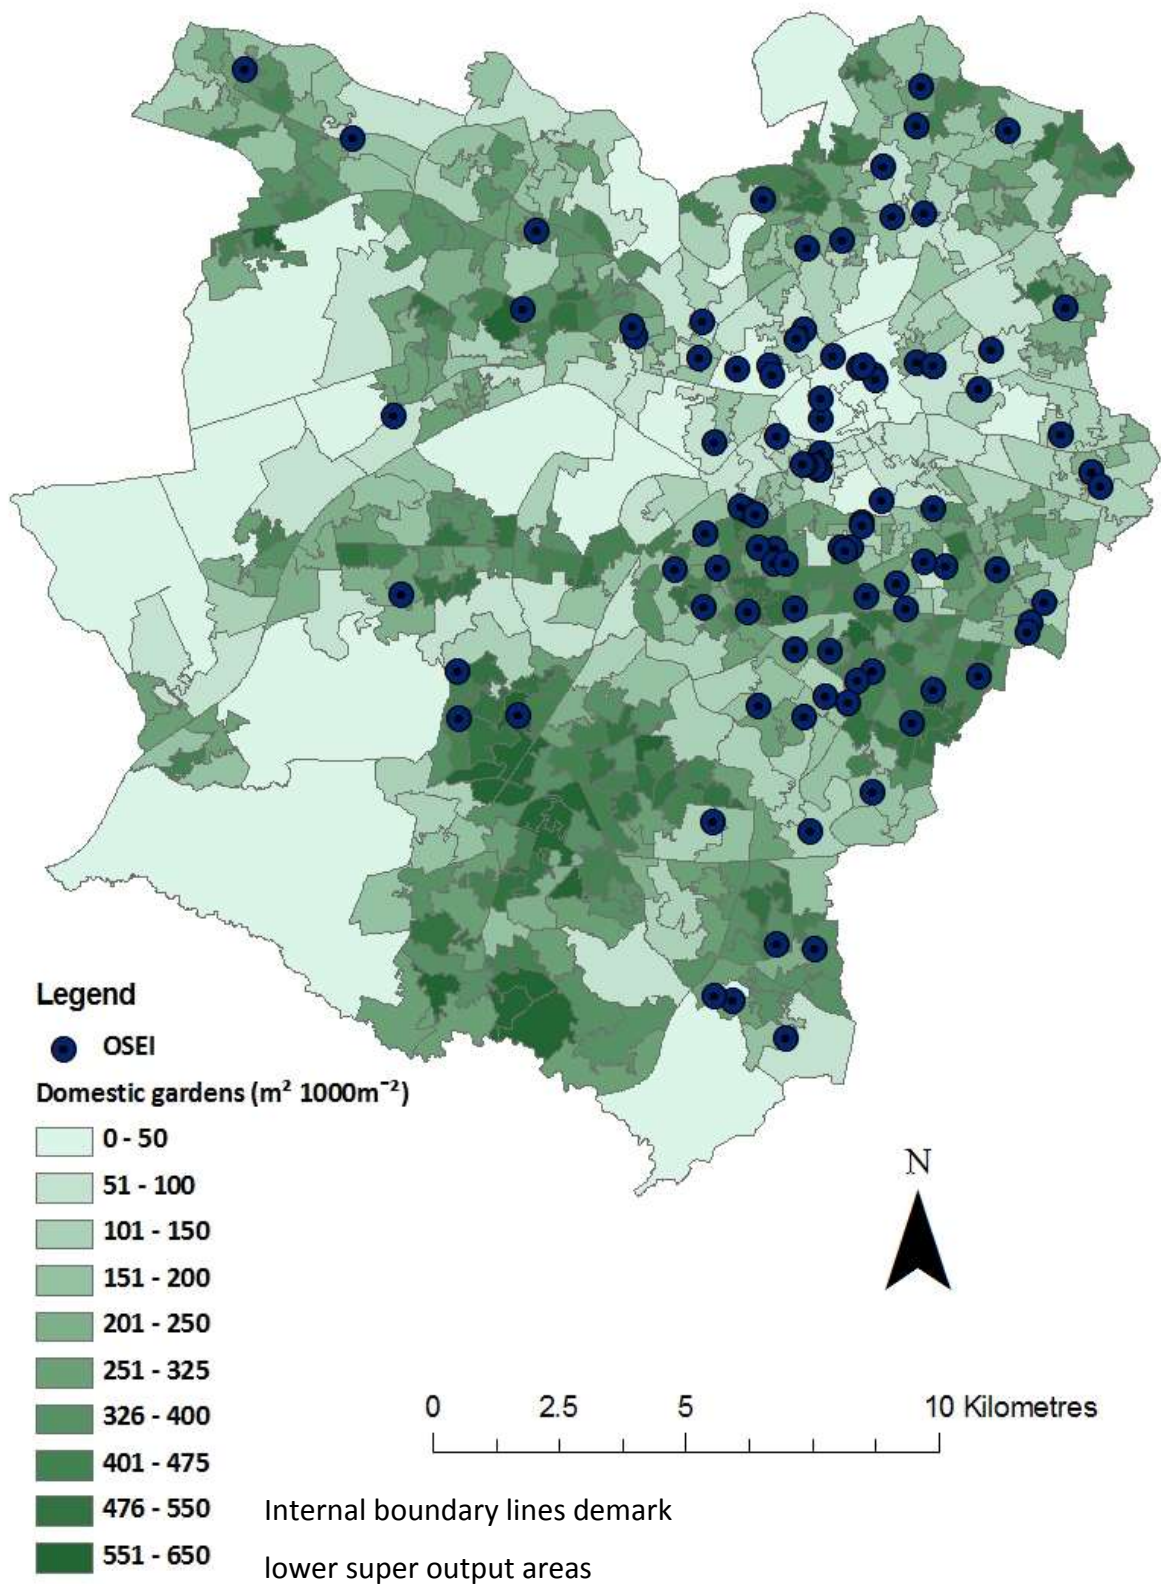 Legend
OSEI
Domestic gardens (m² 1000m⁻²)
0 - 50
51 - 100
101 - 150
151 - 200
201 - 250
251 - 325
326 - 400
401 - 475
476 - 550
551 - 650
N
0 2.5 5 10 Kilometres
Internal boundary lines demark
lower super output areas